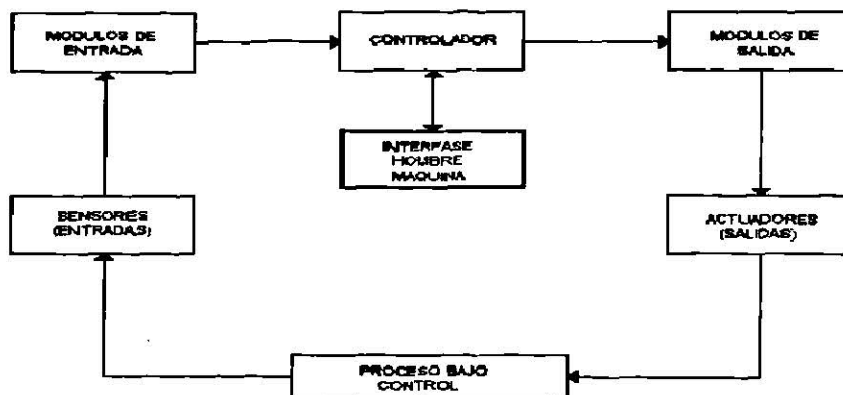 MODULOS DE
ENTRADA
CONTROLADOR
MODULOS DE
SALIDA
INTERFASE
HOMBRE
MAQUINA
SENSORES
(ENTRADAS)
ACTUADORES
(SALIDAS)
PROCESO BAJO
CONTROL